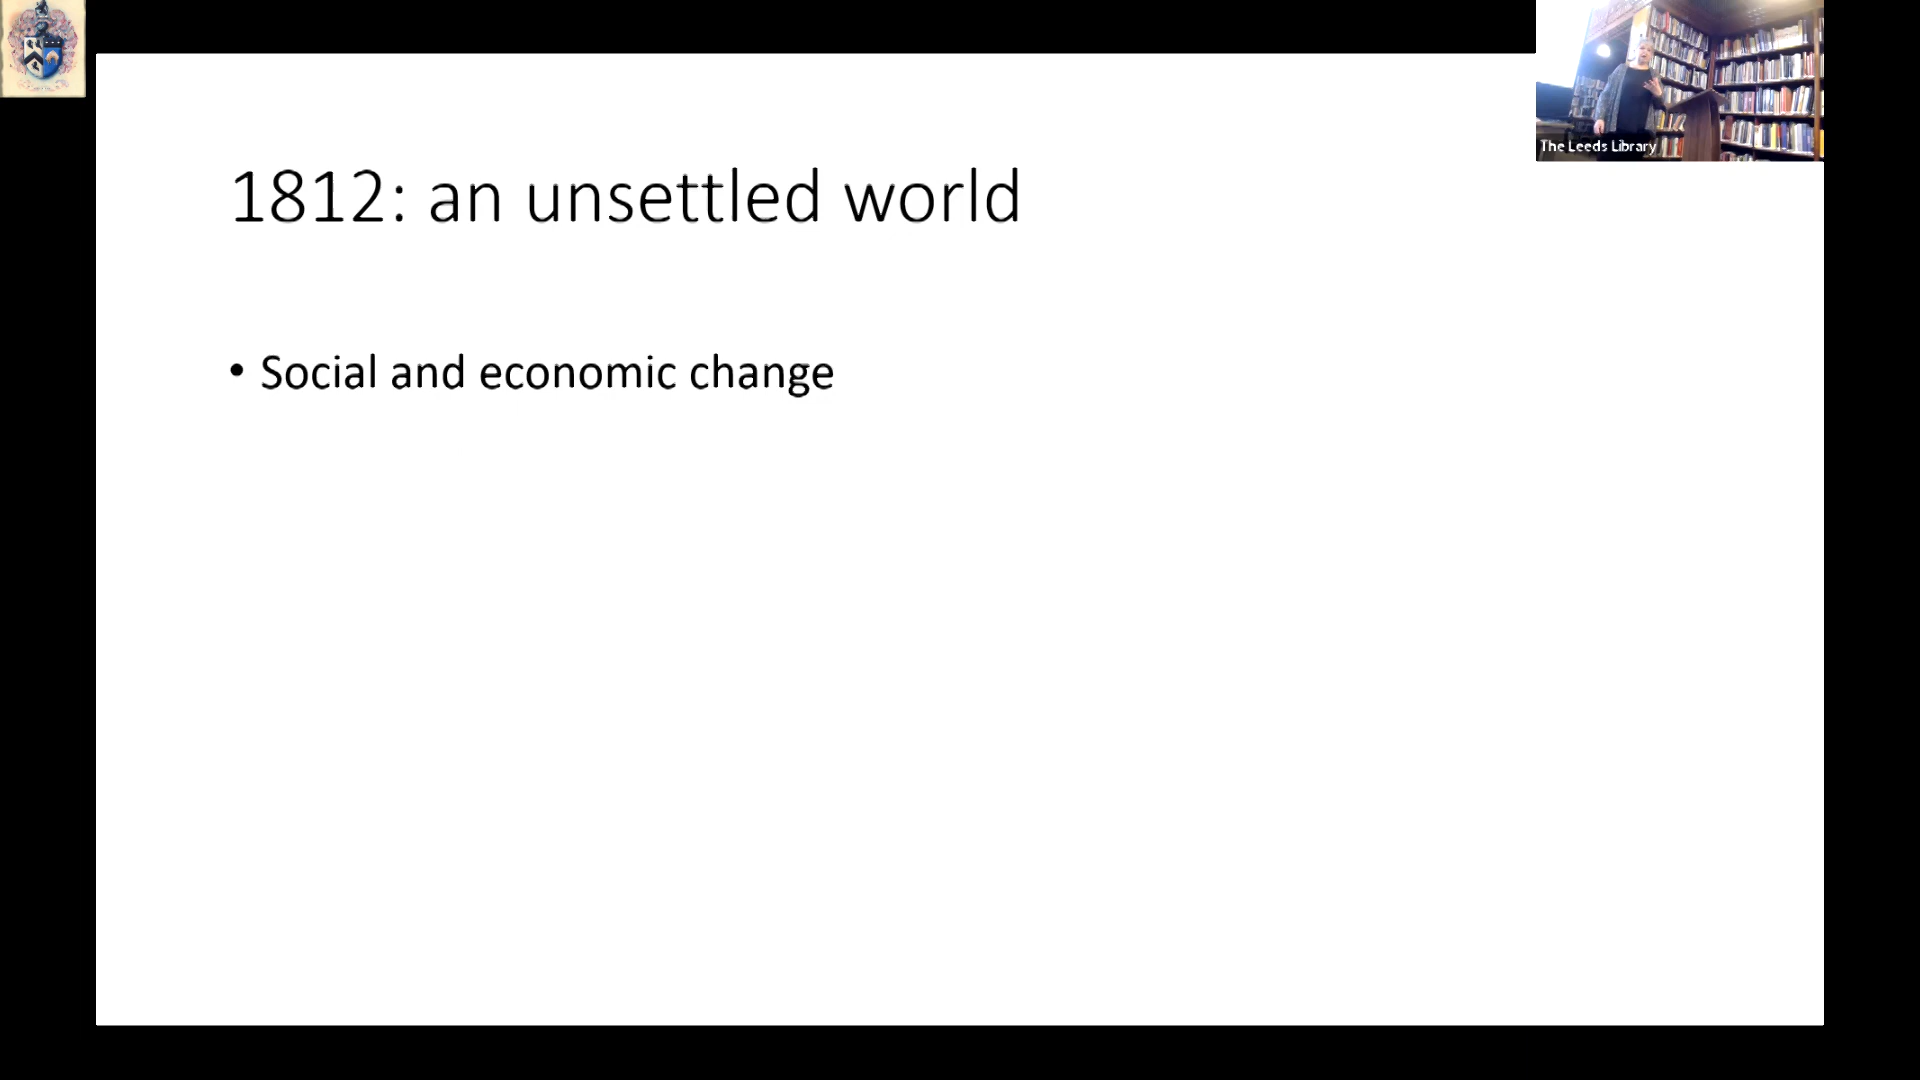 The Leeds Library
1812: an unsettled world
• Social and economic change